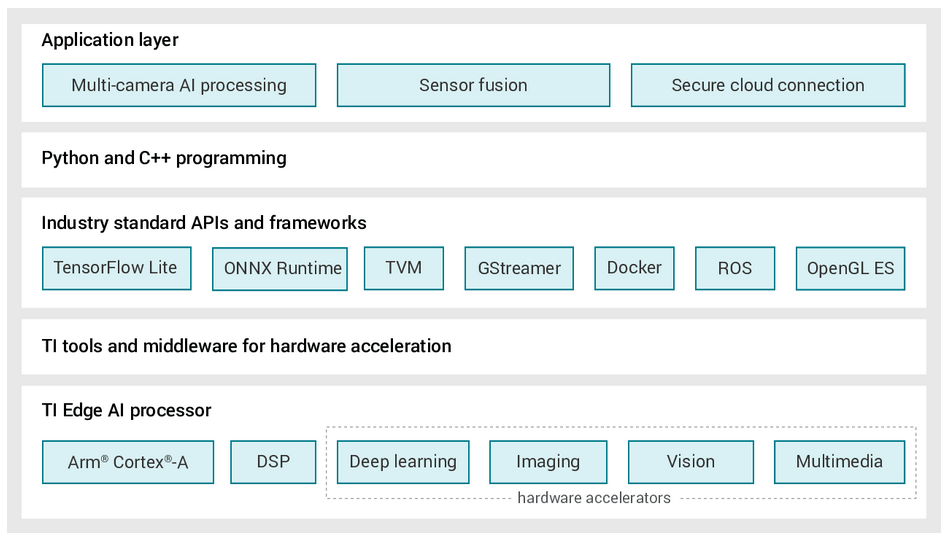 Application layer
Multi-camera AI processing
Sensor fusion
Secure cloud connection
Python and C++ programming
Industry standard APIs and frameworks
TensorFlow Lite
ONNX Runtime
TVM
GStreamer
Docker
ROS
OpenGL ES
TI tools and middleware for hardware acceleration
TI Edge AI processor
Arm® Cortex®-A
DSP
Deep learning
Imaging
Vision
Multimedia
hardware accelerators